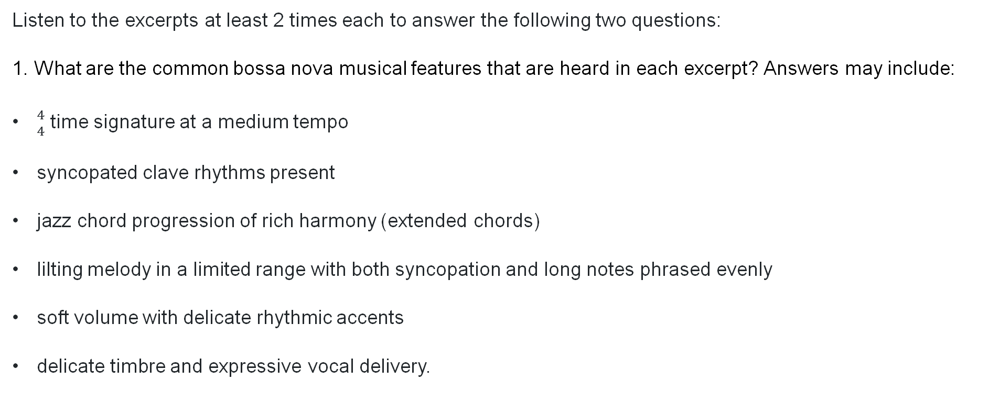 Listen to the excerpts at least 2 times each to answer the following two questions:
1. What are the common bossa nova musical features that are heard in each excerpt? Answers may include:
• 4/4 time signature at a medium tempo
• syncopated clave rhythms present
• jazz chord progression of rich harmony (extended chords)
• lilting melody in a limited range with both syncopation and long notes phrased evenly
• soft volume with delicate rhythmic accents
• delicate timbre and expressive vocal delivery.